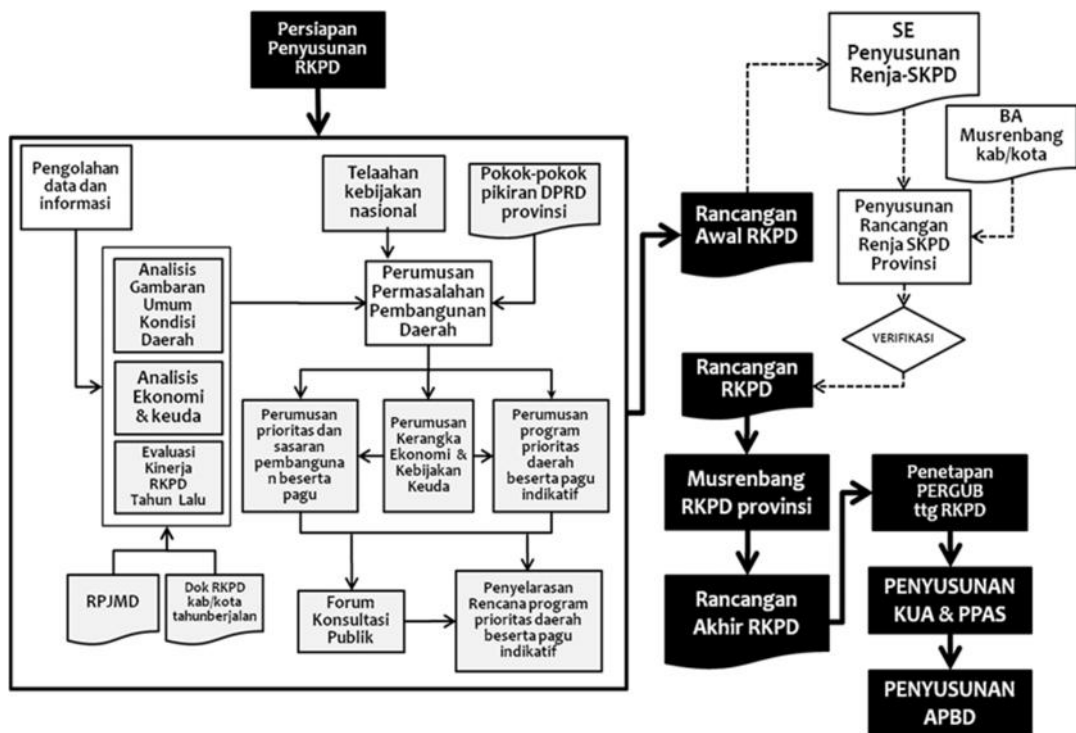 Persiapan
Penyusunan
RKPD
Pengolahan
data dan
informasi
Telaahan
kebijakan
nasional
Pokok-pokok
pikiran DPRD
provinsi
Analisis
Gambaran
Umum
Kondisi
Daerah
Analisis
Ekonomi
& keuda
Evaluasi
Kinerja
RKPD
Tahun Lalu
RPJMD
Dok RKPD
kab/kota
tahunberjalan
Perumusan
Permasalahan
Pembangunan
Daerah
Perumusan
prioritas dan
sasaran
pembanguna
n beserta
pagu
Perumusan
Kerangka
Ekonomi &
Kebijakan
Keuda
Perumusan
program
prioritas
daerah
beserta pagu
indikatif
Forum
Konsultasi
Publik
Penyelarasan
Rencana program
prioritas daerah
beserta pagu
indikatif
Rancangan
Awal RKPD
SE
Penyusunan
Renja-SKPD
BA
Musrenbang
kab/kota
Penyusunan
Rancangan
Renja SKPD
Provinsi
VERIFIKASI
Rancangan
RKPD
Musrenbang
RKPD provinsi
Rancangan
Akhir RKPD
Penetapan
PERGUB
ttg RKPD
PENYUSUNAN
KUA & PPAS
PENYUSUNAN
APBD